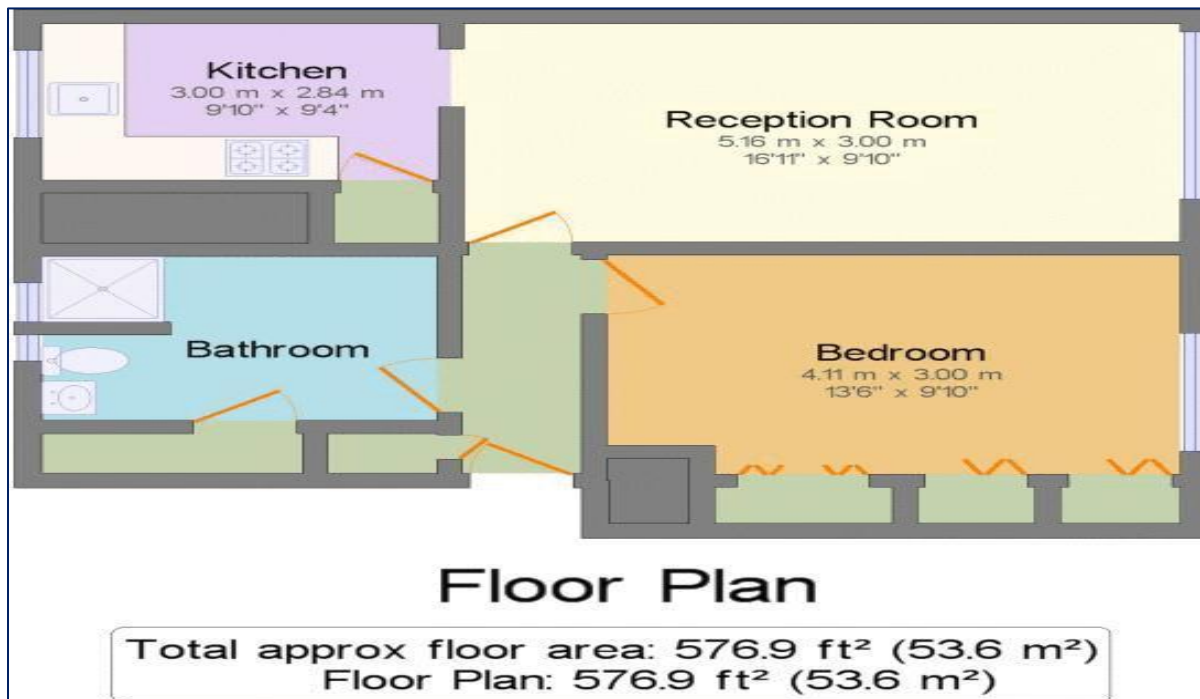 Kitchen
3.00 m x 2.84 m
9'10" x 9'4"
Reception Room
5.16 m x 3.00 m
16'11" x 9'10"
Bathroom
Bedroom
4.11 m x 3.00 m
13'6" x 9'10"
Floor Plan
Total approx floor area: 576.9 ft² (53.6 m²)
Floor Plan: 576.9 ft² (53.6 m²)